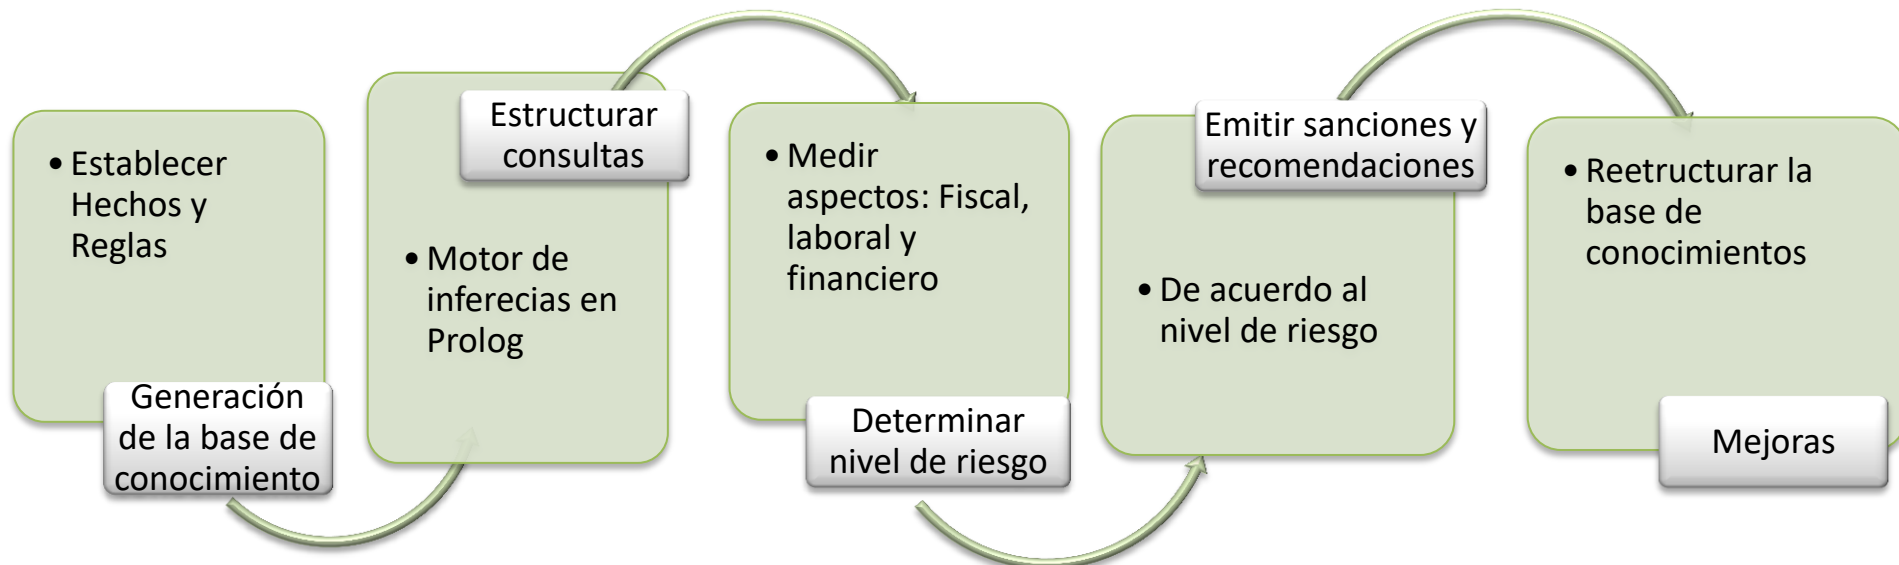 • Establecer
Hechos y
Reglas
Generación
de la base de
conocimiento
Estructurar
consultas
• Motor de
inferecias en
Prolog
• Medir
aspectos: Fiscal,
laboral y
financiero
Determinar
nivel de riesgo
Emitir sanciones y
recomendaciones
• De acuerdo al
nivel de riesgo
• Reetructurar la
base de
conocimientos
Mejoras